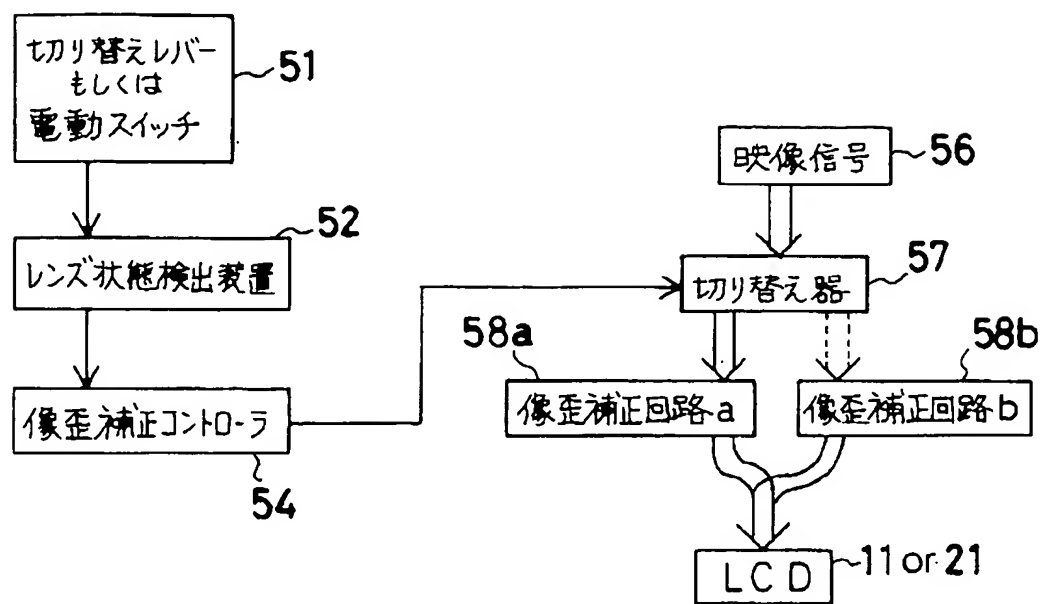 切り替えレバー
もしくは
電動スイッチ
51
52
レンズ状態検出装置
像歪補正コントローラ
54
映像信号
56
57
切り替え器
58a
58b
像歪補正回路a
像歪補正回路b
LCD
11 or 21